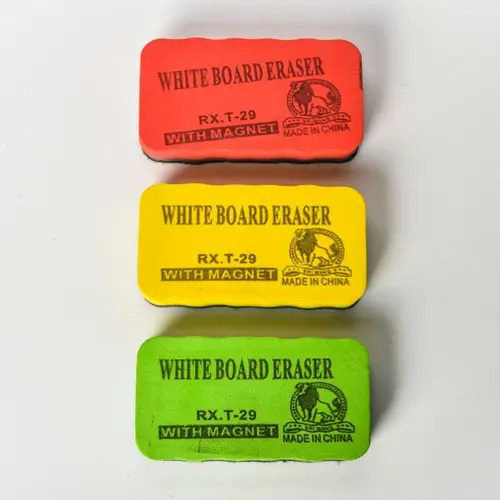 WHITE BOARD ERASER
RX.T-29
WITH MAGNET
MADE IN CHINA
WHITE BOARD ERASER
RX.T-29
WITH MAGNET
MADE IN CHINA
WHITE BOARD ERASER
RX.T-29
WITH MAGNET
MADE IN CHINA